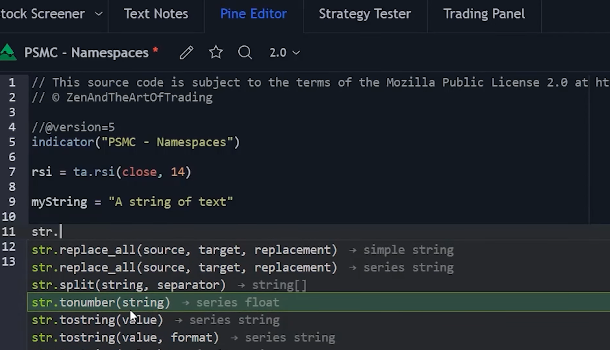 tock Screener Text Notes Pine Editor Strategy Tester Trading Panel
PSMC - Namespaces * 2.0
1 // This source code is subject to the terms of the Mozilla Public License 2.0 at ht
2 // © ZenAndTheArtOfTrading
3
4 //@version=5
5 indicator("PSMC - Namespaces")
6
7 rsi = ta.rsi(close, 14)
8
9 myString = "A string of text"
10
11 str.
12 str.replace_all(source, target, replacement) → simple string
13 str.replace_all(source, target, replacement) → series string
str.split(string, separator) → string[]
str.tonumber(string) → series float
str.tostring(value) → series string
str.tostring(value, format) → series string